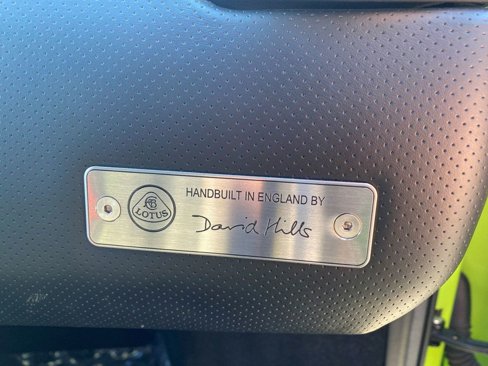 HANDBUILT IN ENGLAND BY
LOTUS
David Hills